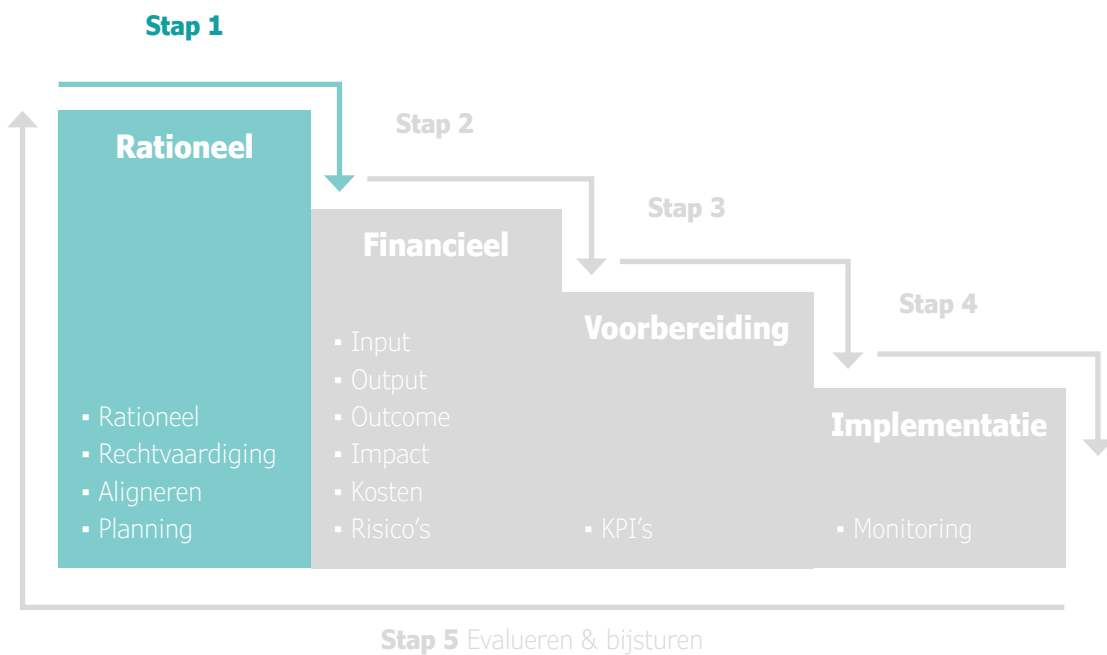 Stap 1
Rationeel
▪ Rationeel
▪ Rechtvaardiging
▪ Aligneren
▪ Planning
Stap 2
Financieel
▪ Input
▪ Output
▪ Outcome
▪ Impact
▪ Kosten
▪ Risico's
Stap 3
Voorbereiding
▪ KPI's
Stap 4
Implementatie
▪ Monitoring
Stap 5 Evalueren & bijsturen